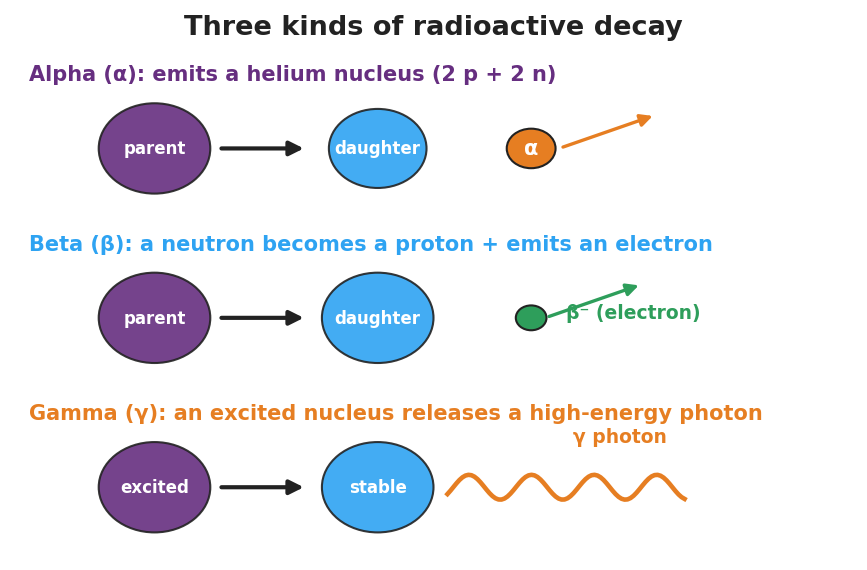 Three kinds of radioactive decay
Alpha (α): emits a helium nucleus (2 p + 2 n)
parent
daughter
α
Beta (β): a neutron becomes a proton + emits an electron
parent
daughter
β⁻ (electron)
Gamma (γ): an excited nucleus releases a high-energy photon
γ photon
excited
stable